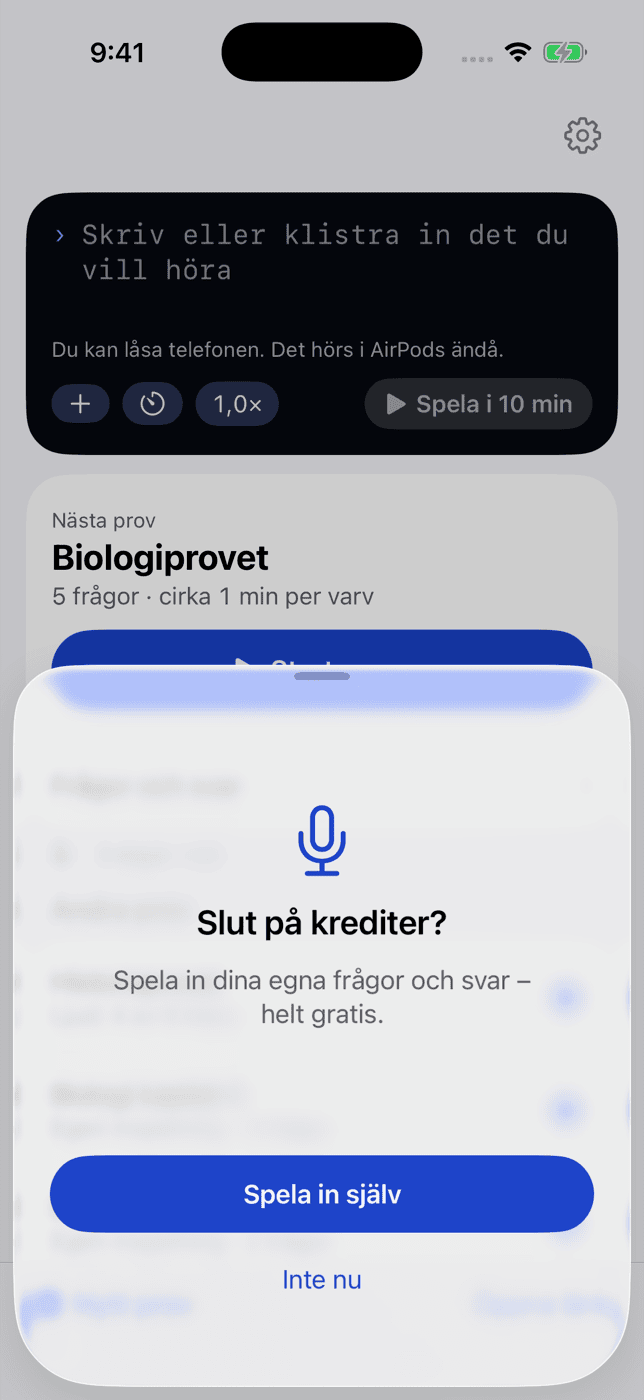 9:41
› Skriv eller klistra in det du
vill höra
Du kan låsa telefonen. Det hörs i AirPods ändå.
1,0×
Spela i 10 min
Nästa prov
Biologiprovet
5 frågor · cirka 1 min per varv
Slut på krediter?
Spela in dina egna frågor och svar –
helt gratis.
Spela in själv
Inte nu